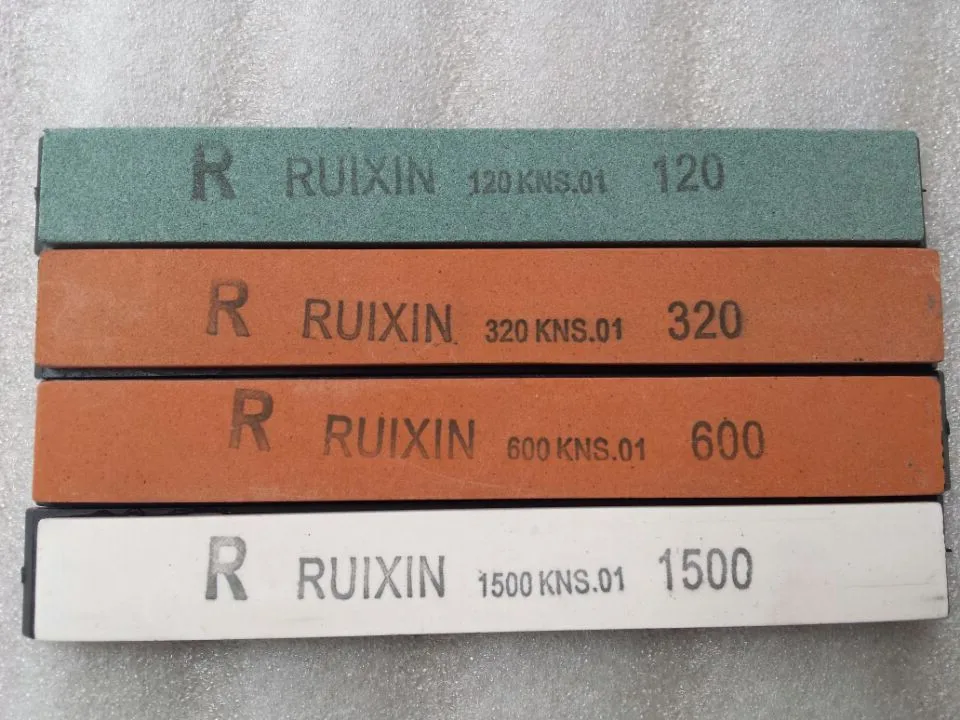 R RUIXIN 120 KNS.01 120
R RUIXIN 320 KNS.01 320
R RUIXIN 600 KNS.01 600
R RUIXIN 1500 KNS.01 1500